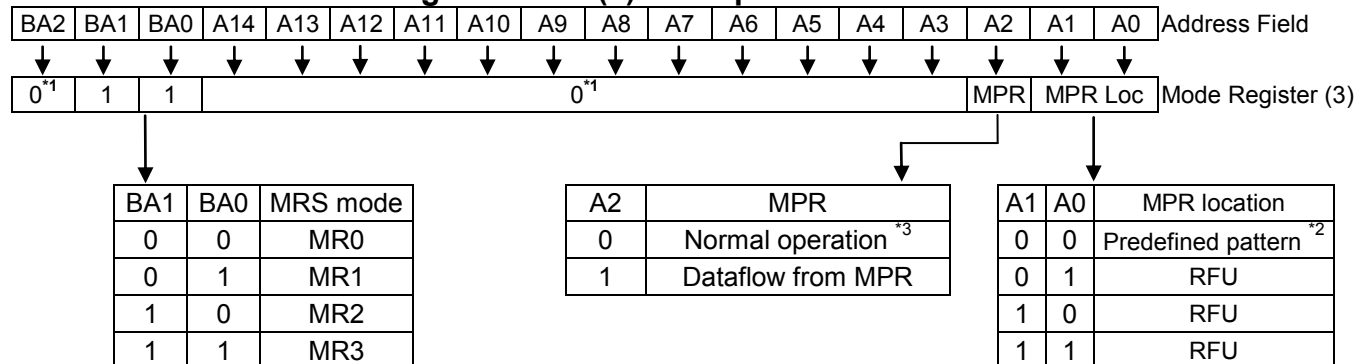 BA2 BA1 BA0 A14 A13 A12 A11 A10 A9 A8 A7 A6 A5 A4 A3 A2 A1 A0 Address Field
0*1 1 1 0*1 MPR MPR Loc Mode Register (3)
BA1 BA0 MRS mode
0 0 MR0
0 1 MR1
1 0 MR2
1 1 MR3
A2 MPR
0 Normal operation *3
1 Dataflow from MPR
A1 A0 MPR location
0 0 Predefined pattern *2
0 1 RFU
1 0 RFU
1 1 RFU